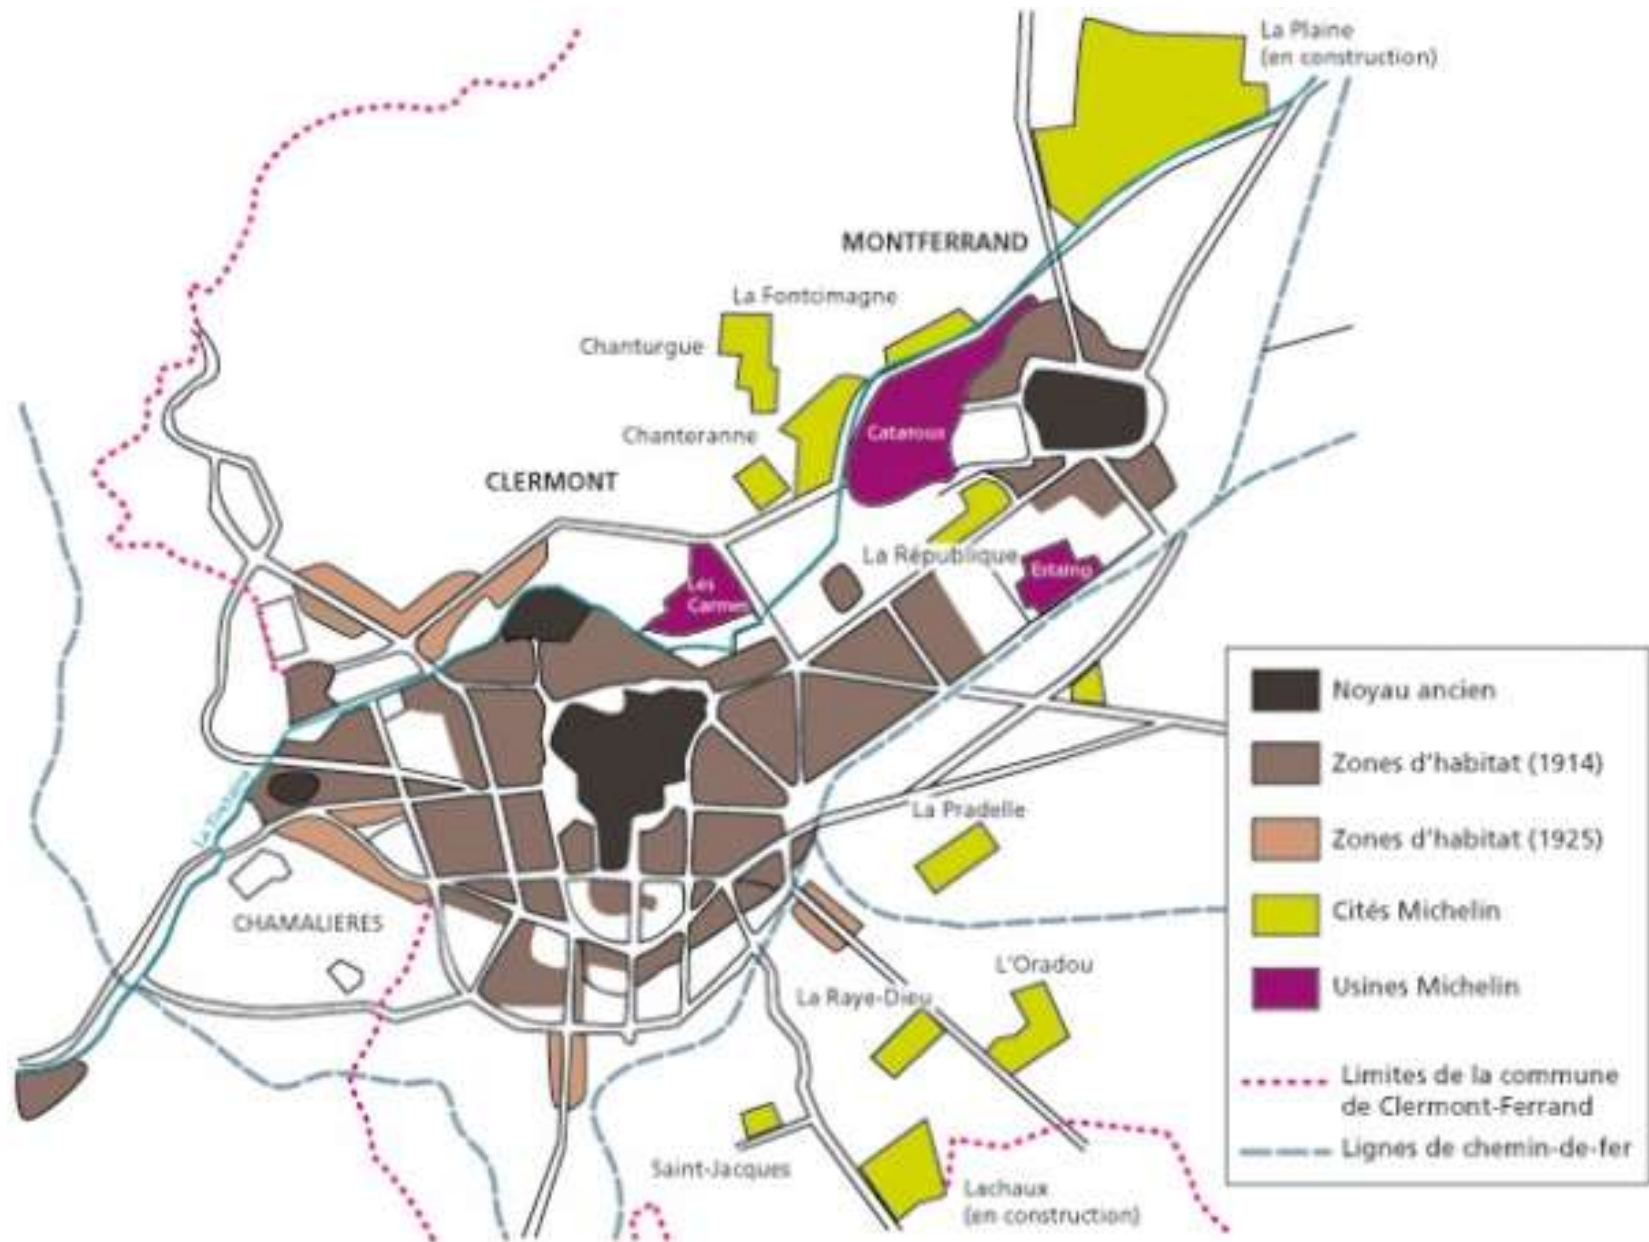 La Plaine
(en construction)
MONTFERRAND
La Fontcimagne
Chanturgue
Chanteranne
Cataroux
CLERMONT
La République
Estaing
Les
Carmes
Noyau ancien
Zones d'habitat (1914)
Zones d'habitat (1925)
Cités Michelin
Usines Michelin
Limites de la commune
de Clermont-Ferrand
Lignes de chemin-de-fer
La Pradelle
CHAMALIERES
L'Oradou
La Raye-Dieu
Saint-Jacques
Lachaux
(en construction)